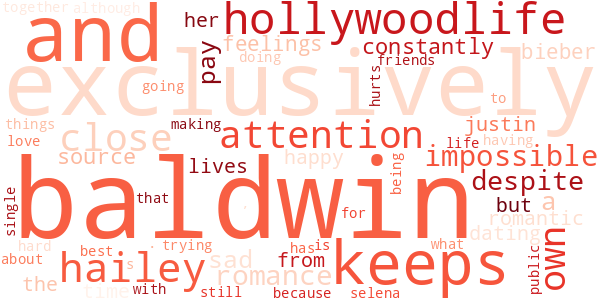 together although
and her hollywoodlife
pay feelings constantly
exclusively
doing friends bieber
going hurts to
things making
love close attention justin life having
source lives happy being impossible
baldwin despite
single that but a
for romantic
hard best . trying has is what dating
about hailey sad from keeps own
the s romance public
time with still because selena